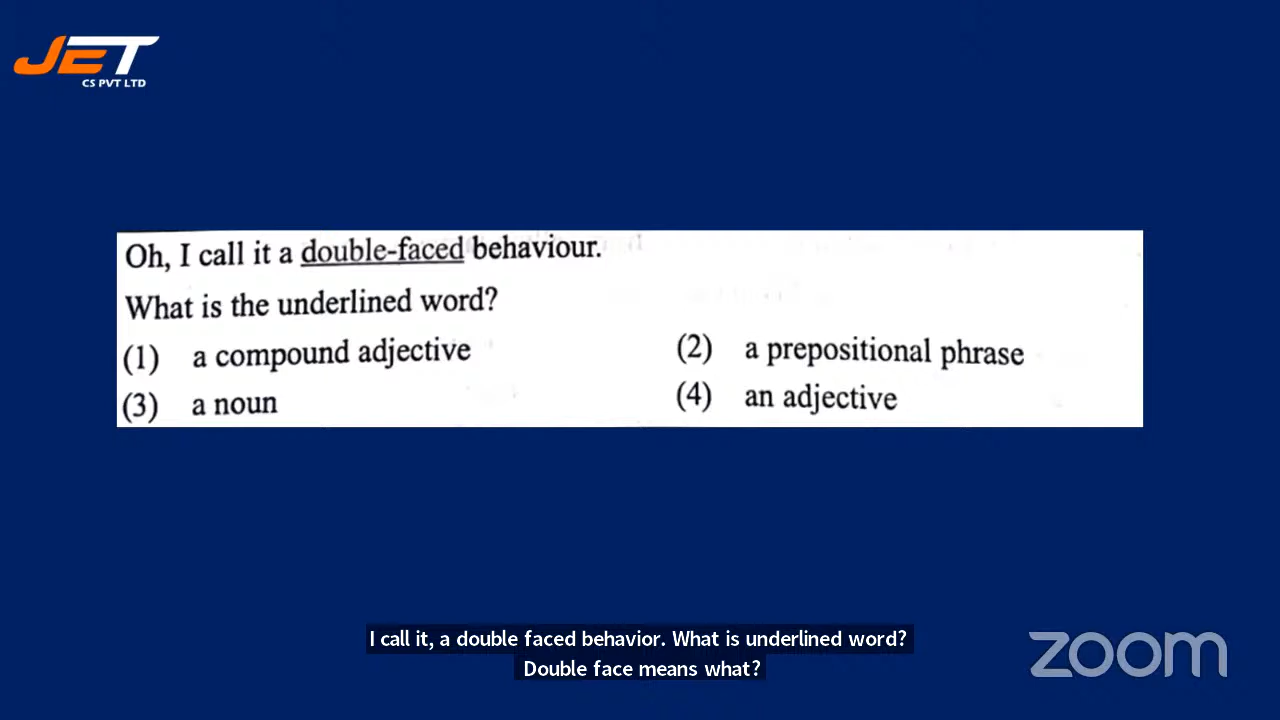 JET
CS PVT LTD
Oh, I call it a double-faced behaviour.
What is the underlined word?
(1) a compound adjective
(2) a prepositional phrase
(3) a noun
(4) an adjective
I call it, a double faced behavior. What is underlined word?
Double face means what?
zoom